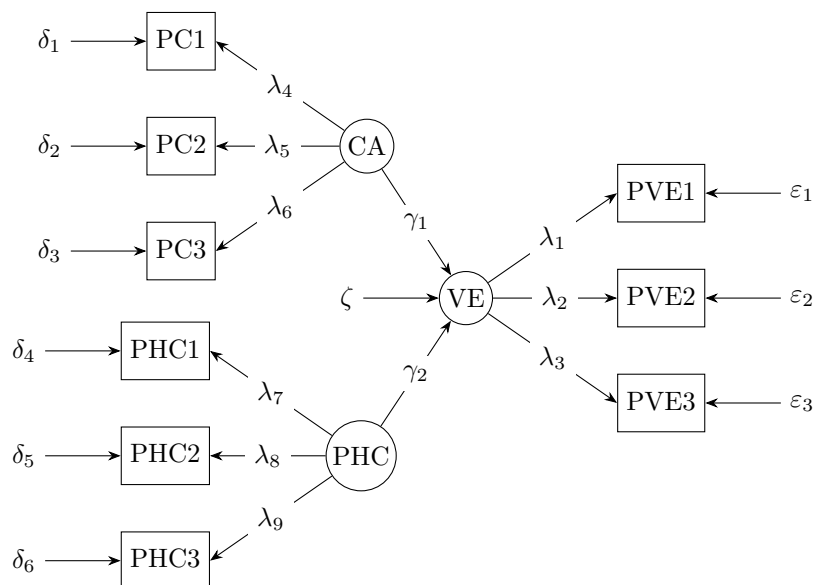 δ1 PC1
λ4
δ2 PC2 λ5 CA
λ6
δ3 PC3
γ1
PVE1 ε1
λ1
ζ VE λ2 PVE2 ε2
λ3
PVE3 ε3
γ2
δ4 PHC1
λ7
δ5 PHC2 λ8 PHC
λ9
δ6 PHC3